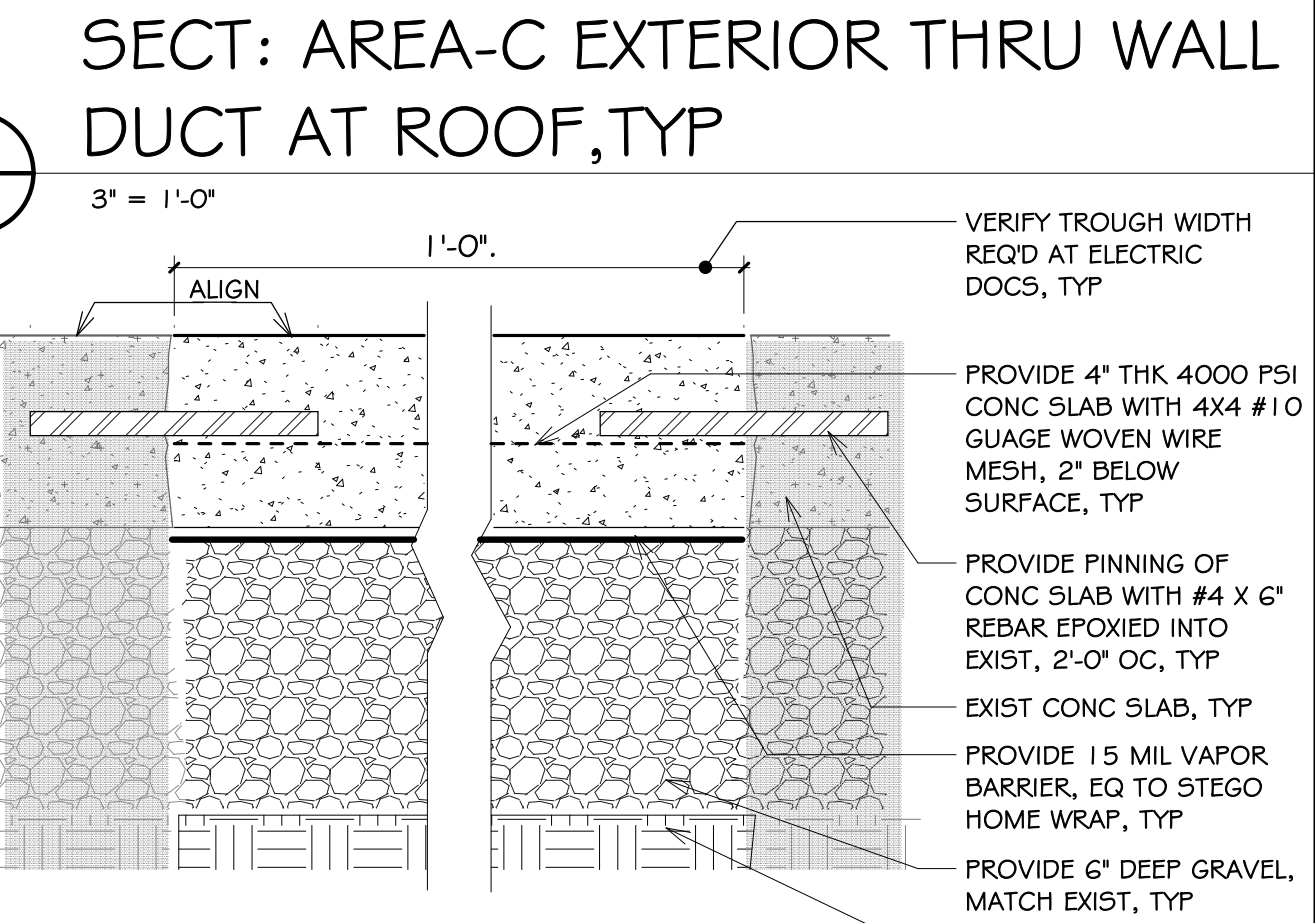 SECT: AREA-C EXTERIOR THRU WALL
DUCT AT ROOF,TYP
3" = 1'-0"
1'-0".
ALIGN
VERIFY TROUGH WIDTH
REQ'D AT ELECTRIC
DOCS, TYP
PROVIDE 4" THK 4000 PSI
CONC SLAB WITH 4X4 #10
GUAGE WOVEN WIRE
MESH, 2" BELOW
SURFACE, TYP
PROVIDE PINNING OF
CONC SLAB WITH #4 X 6"
REBAR EPOXIED INTO
EXIST, 2'-0" OC, TYP
EXIST CONC SLAB, TYP
PROVIDE 15 MIL VAPOR
BARRIER, EQ TO STEGO
HOME WRAP, TYP
PROVIDE 6" DEEP GRAVEL,
MATCH EXIST, TYP